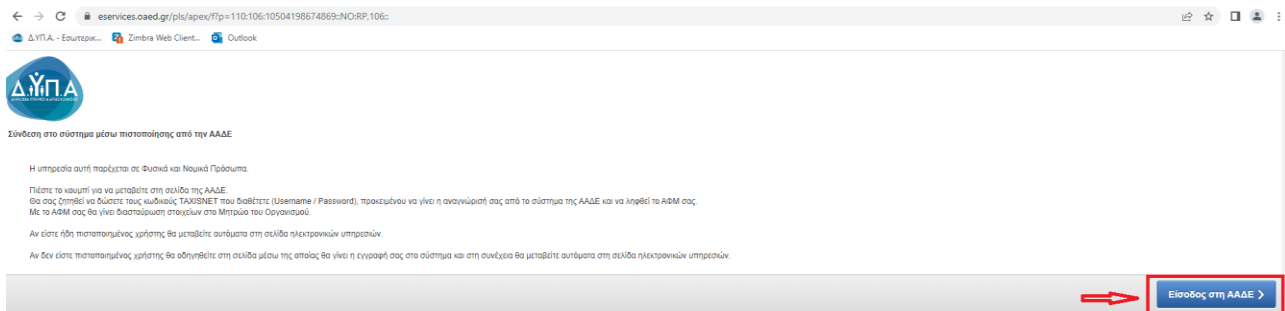 eservices.oaed.gr/pls/apex/f?p=110:106:10504198674869::NO:RP,106::
Δ.ΥΠ.Α. - Εσωτερικ... Zimbra Web Client... Outlook
Δ.ΥΠ.Α
Σύνδεση στο σύστημα μέσω πιστοποίησης από την ΑΑΔΕ
Η υπηρεσία αυτή παρέχεται σε Φυσικά και Νομικά Πρόσωπα.
Πιέστε το κουμπί για να μεταβείτε στη σελίδα της ΑΑΔΕ.
Θα σας ζητηθεί να δώσετε τους κωδικούς TAXISNET που διαθέτετε (Username / Password), προκειμένου να γίνει η αναγνώρισή σας από το σύστημα της ΑΑΔΕ και να ληφθεί το ΑΦΜ σας.
Με το ΑΦΜ σας θα γίνει διασταύρωση στοιχείων στο Μητρώο του Οργανισμού.
Αν είστε ήδη πιστοποιημένος χρήστης θα μεταβείτε αυτόματα στη σελίδα ηλεκτρονικών υπηρεσιών.
Αν δεν είστε πιστοποιημένος χρήστης θα οδηγηθείτε στη σελίδα μέσω της οποίας θα γίνει η εγγραφή σας στο σύστημα και στη συνέχεια θα μεταβείτε αυτόματα στη σελίδα ηλεκτρονικών υπηρεσιών.
Είσοδος στη ΑΑΔΕ